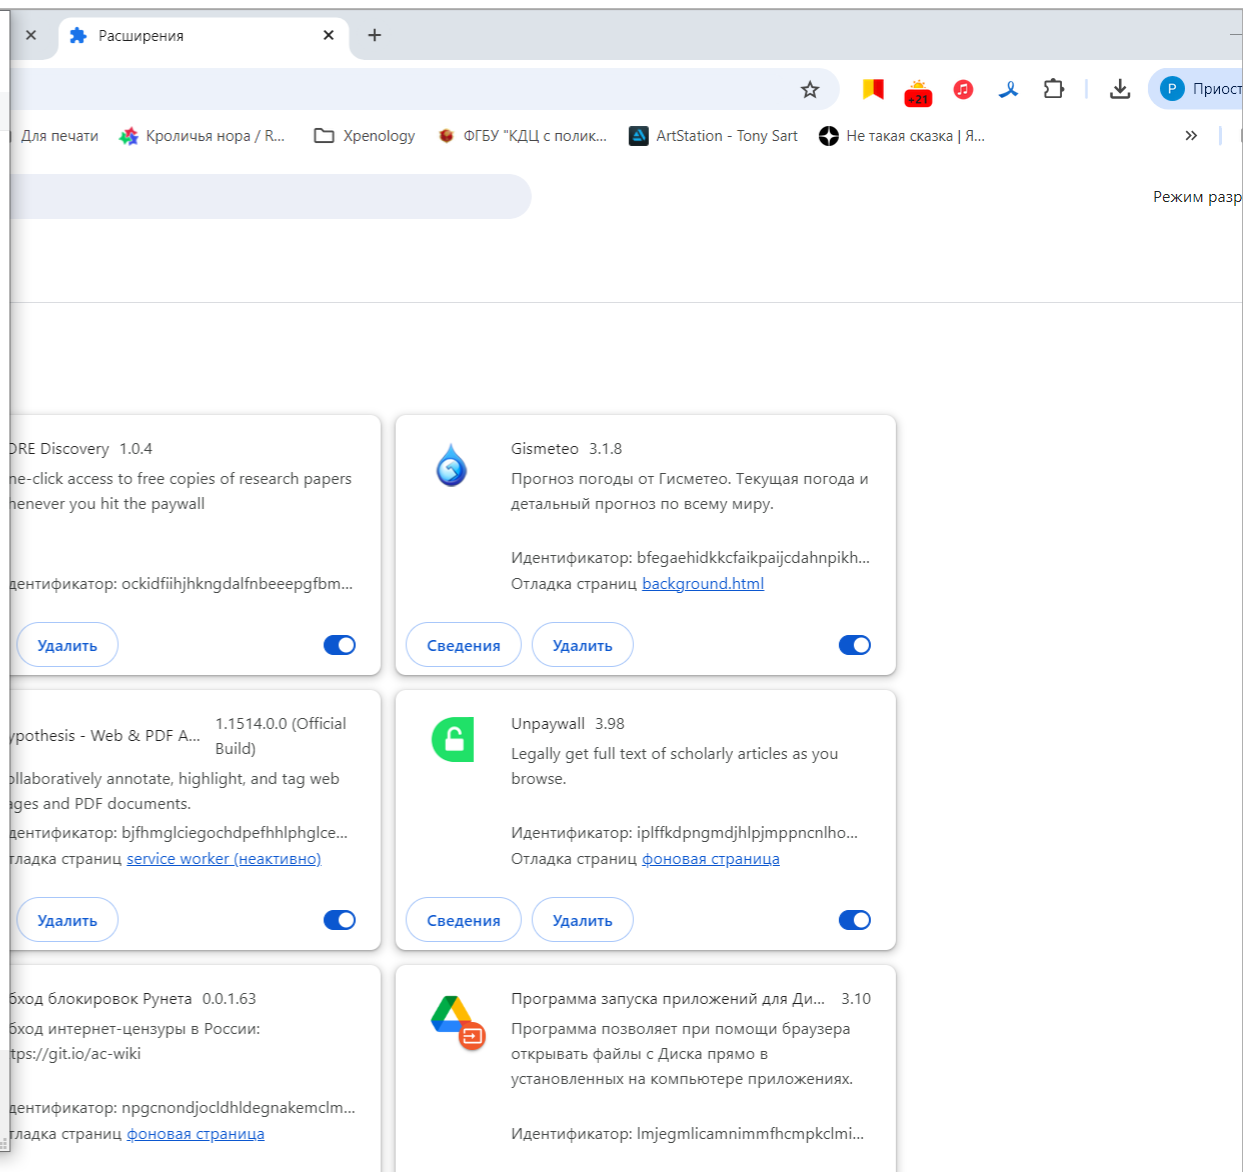 Расширения
+21
P Приост
Для печати Кроличья нора / R... Xpenology ФГБУ "КДЦ с полик... ArtStation - Tony Sart Не такая сказка | Я...
Режим разр
ORE Discovery 1.0.4
ne-click access to free copies of research papers
henever you hit the paywall
дентификатор: ockidfiihjhkngdalfnbeeepgfbm...
Удалить
Gismeteo 3.1.8
Прогноз погоды от Гисметео. Текущая погода и
детальный прогноз по всему миру.
Идентификатор: bfegaehidkkcfaikpaijcdahnpikh...
Отладка страниц background.html
Сведения Удалить
ypothesis - Web & PDF A... 1.1514.0.0 (Official
Build)
ollaboratively annotate, highlight, and tag web
ages and PDF documents.
дентификатор: bjfhmglciegochdpefhhlphglce...
тладка страниц service worker (неактивно)
Удалить
Unpaywall 3.98
Legally get full text of scholarly articles as you
browse.
Идентификатор: iplffkdpngmdjhlpjmppncnlho...
Отладка страниц фоновая страница
Сведения Удалить
бход блокировок Рунета 0.0.1.63
бход интернет-цензуры в России:
tps://git.io/ac-wiki
дентификатор: npgcnondjocldhldegnakemclm...
тладка страниц фоновая страница
Программа запуска приложений для Ди... 3.10
Программа позволяет при помощи браузера
открывать файлы с Диска прямо в
установленных на компьютере приложениях.
Идентификатор: lmjegmlicamnimmfhcmpkclmi...